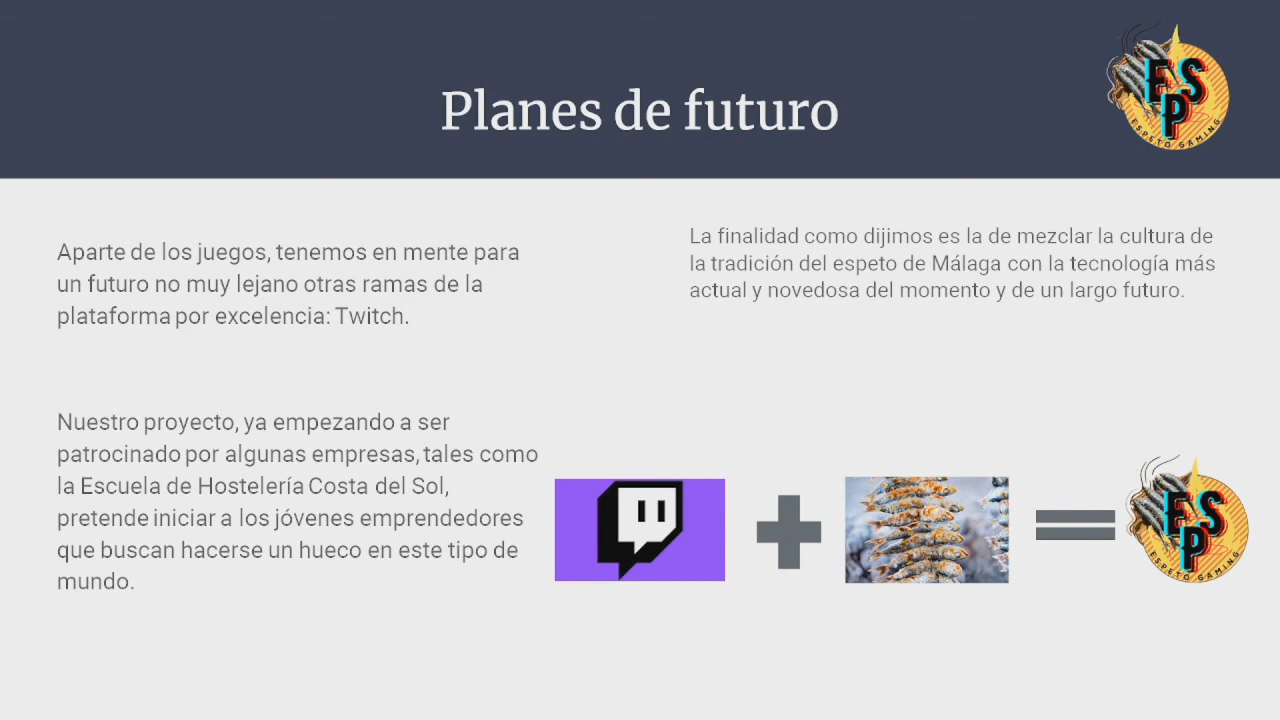 Planes de futuro
ESP
ESPETO GAMING
Aparte de los juegos, tenemos en mente para
un futuro no muy lejano otras ramas de la
plataforma por excelencia: Twitch.
La finalidad como dijimos es la de mezclar la cultura de
la tradición del espeto de Málaga con la tecnología más
actual y novedosa del momento y de un largo futuro.
Nuestro proyecto, ya empezando a ser
patrocinado por algunas empresas, tales como
la Escuela de Hostelería Costa del Sol,
pretende iniciar a los jóvenes emprendedores
que buscan hacerse un hueco en este tipo de
mundo.
ESP
ESPETO GAMING